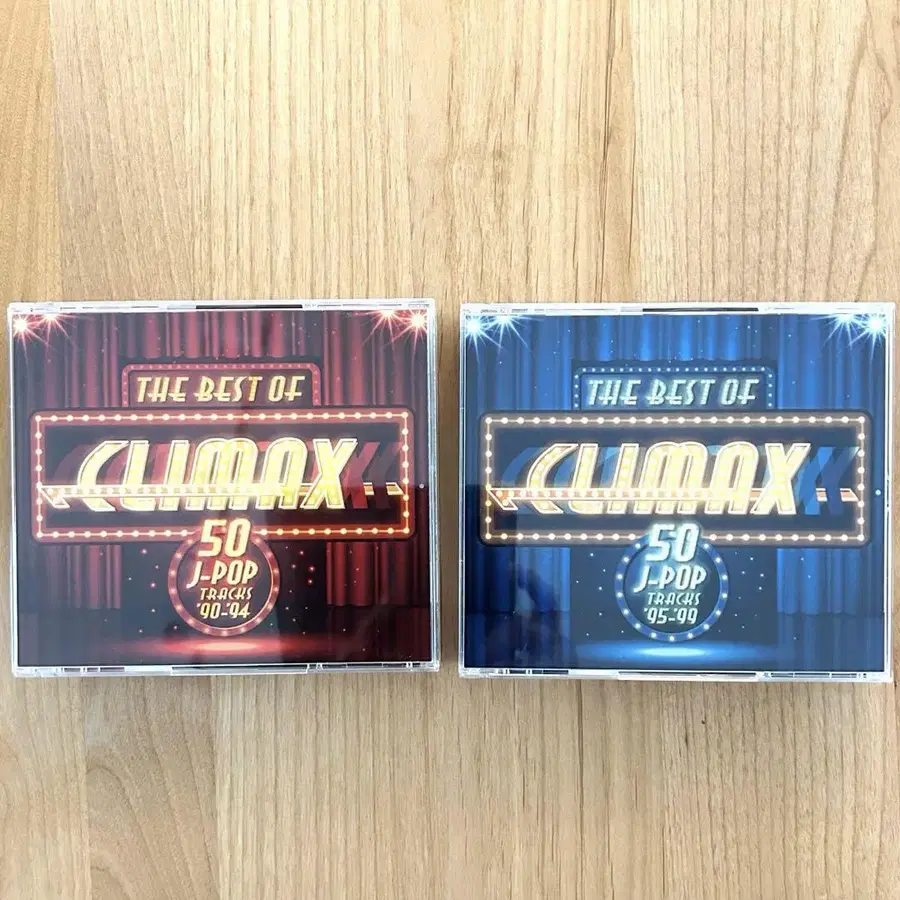 THE BEST OF
CLIMAX
50
J-POP
TRACKS
'90-'94
THE BEST OF
CLIMAX
50
J-POP
TRACKS
'95-'99